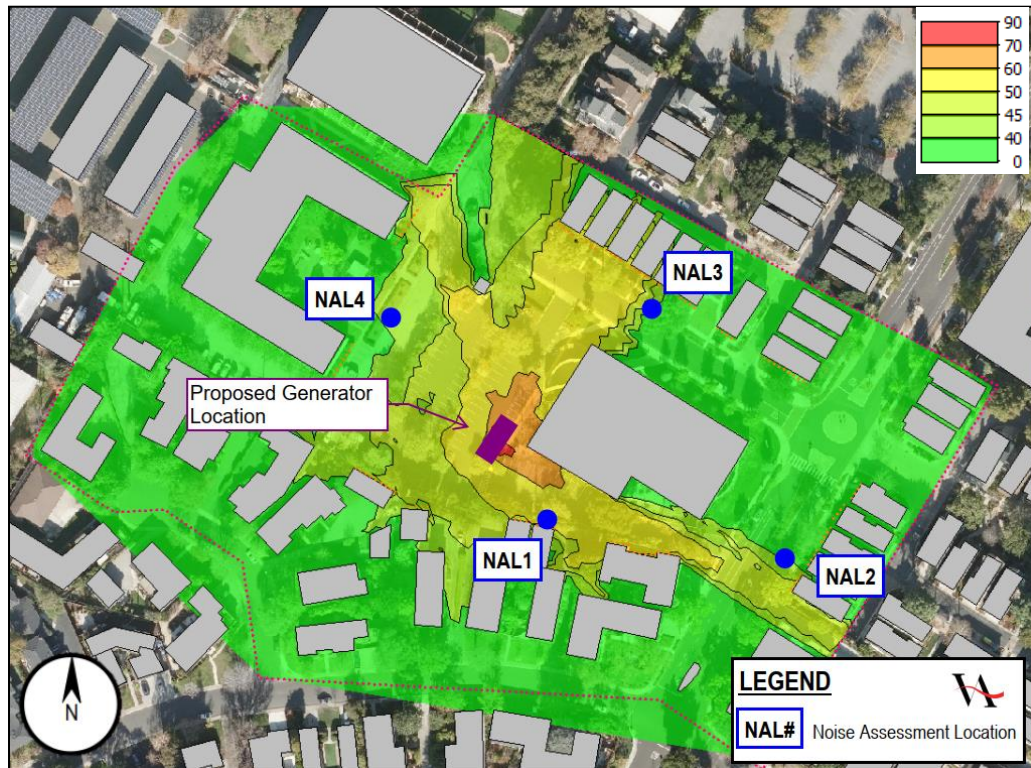 90
70
60
50
45
40
0
NAL3
NAL4
Proposed Generator
Location
NAL1
NAL2
N
LEGEND
VA
NAL# Noise Assessment Location